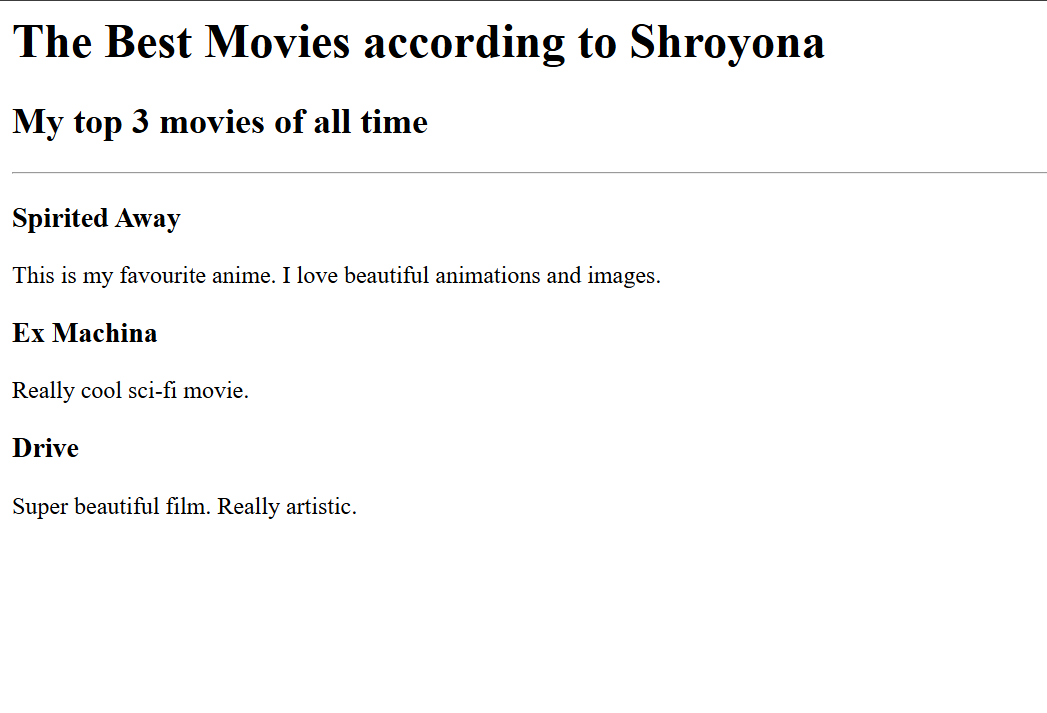 The Best Movies according to Shroyona
My top 3 movies of all time
Spirited Away
This is my favourite anime. I love beautiful animations and images.
Ex Machina
Really cool sci-fi movie.
Drive
Super beautiful film. Really artistic.